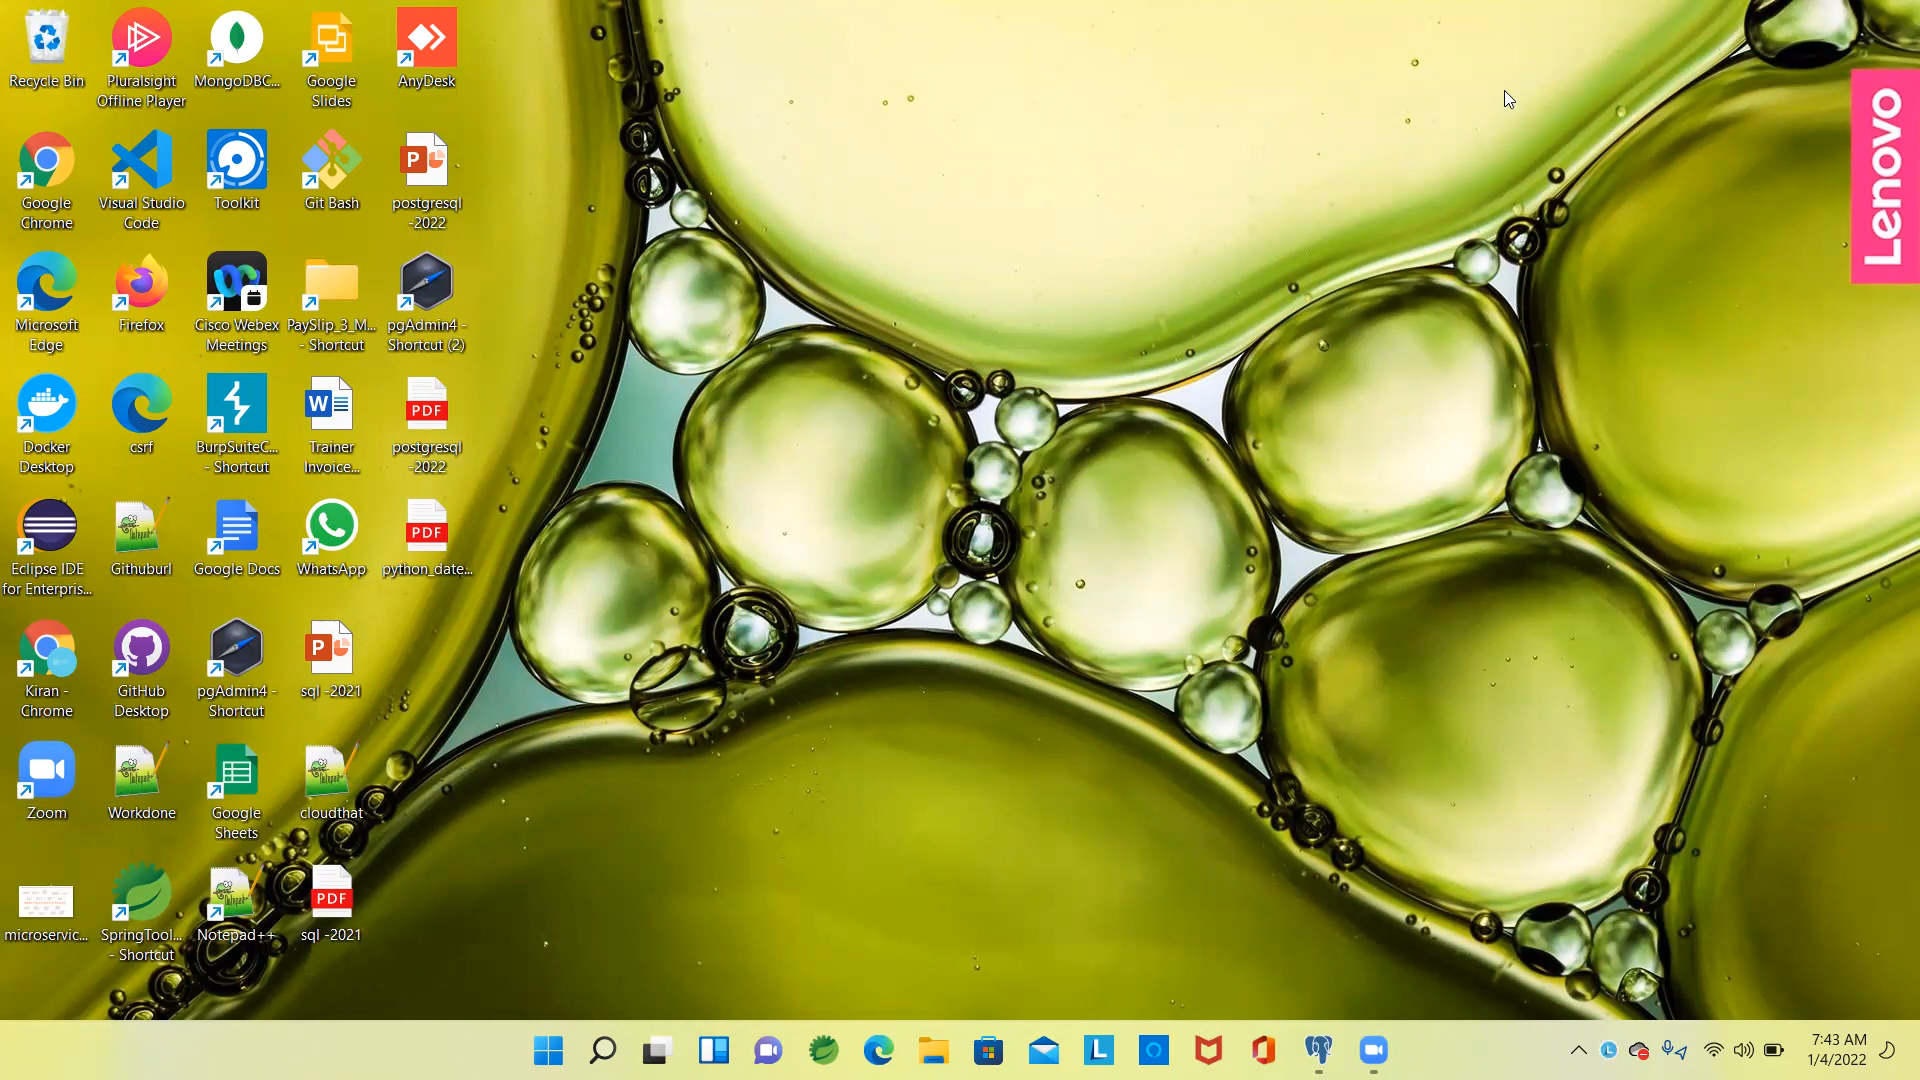 Recycle Bin
Pluralsight
Offline Player
MongoDBC...
Google
Slides
AnyDesk
Google
Chrome
Visual Studio
Code
Toolkit
Git Bash
postgresql
-2022
Microsoft
Edge
Firefox
Cisco Webex
Meetings
PaySlip_3_M...
- Shortcut
pgAdmin4 -
Shortcut (2)
Docker
Desktop
csrf
BurpSuiteC...
- Shortcut
Trainer
Invoice...
PDF
postgresql
-2022
Eclipse IDE
for Enterpris...
Githuburl
Google Docs
WhatsApp
PDF
python_date...
Kiran -
Chrome
GitHub
Desktop
pgAdmin4 -
Shortcut
sql -2021
Zoom
Workdone
Google
Sheets
cloudthat
microservic...
SpringTool...
- Shortcut
Notepad++
PDF
sql -2021
Lenovo
7:43 AM
1/4/2022